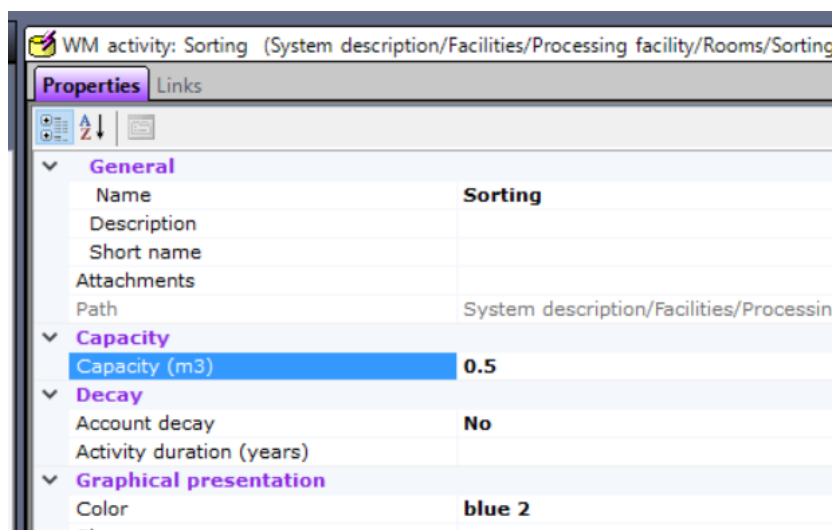 WM activity: Sorting (System description/Facilities/Processing facility/Rooms/Sorting
Properties Links
General
Name Sorting
Description
Short name
Attachments
Path System description/Facilities/Processin
Capacity
Capacity (m3) 0.5
Decay
Account decay No
Activity duration (years)
Graphical presentation
Color blue 2